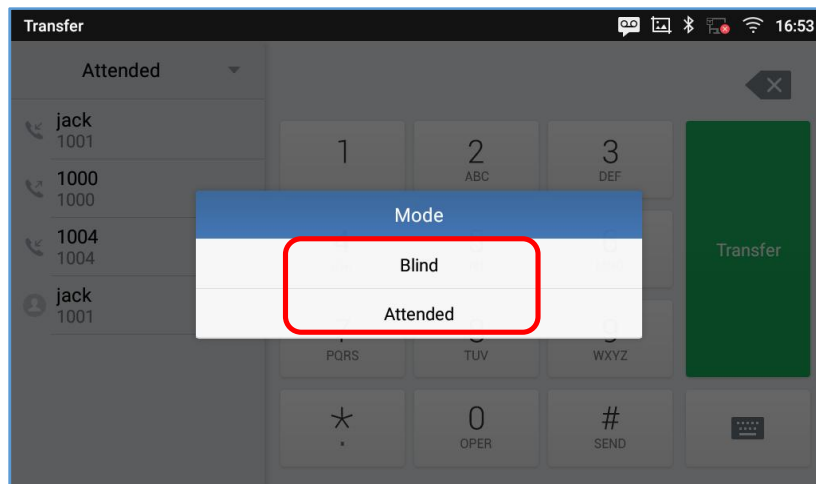 Transfer
16:53
Attended
jack
1001
1000
1000
1004
1004
jack
1001
1
2
ABC
3
DEF
Mode
Blind
Attended
Transfer
PQRS
TUV
WXYZ
*
0
OPER
#
SEND